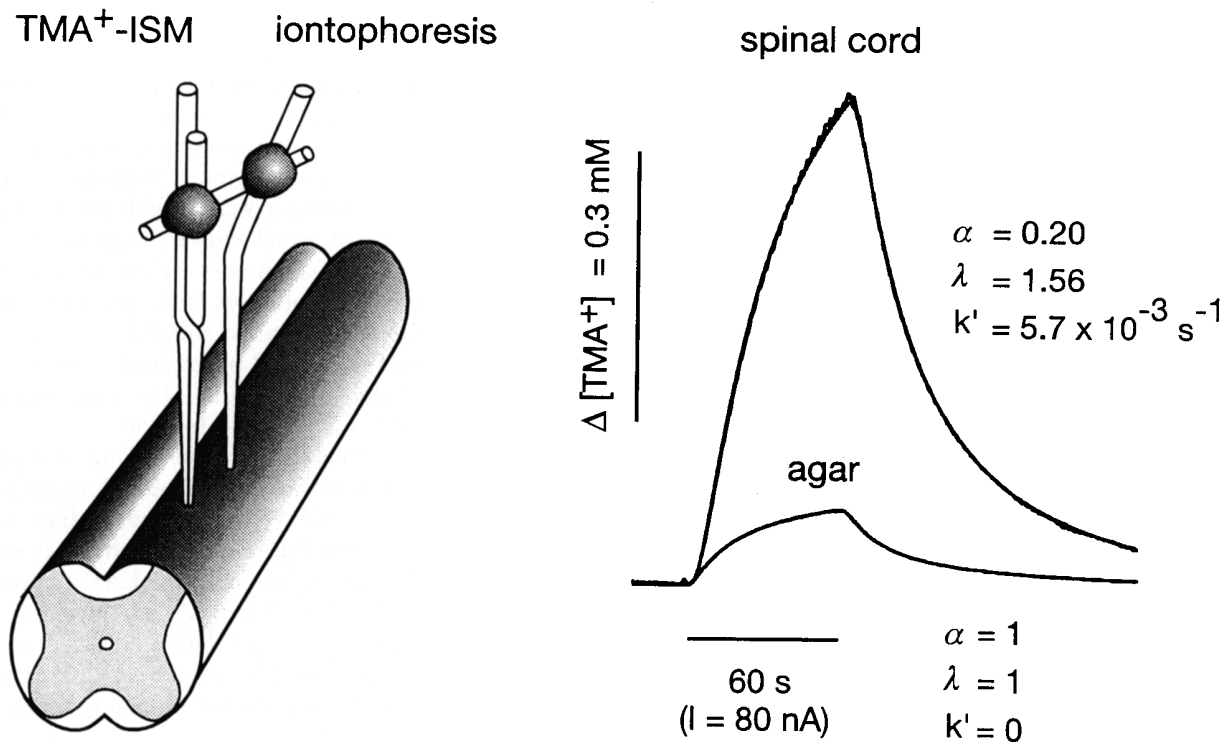 TMA⁺-ISM
iontophoresis
spinal cord
Δ [TMA⁺] = 0.3 mM
α = 0.20
λ = 1.56
k' = 5.7 x 10⁻³ s⁻¹
agar
60 s
(I = 80 nA)
α = 1
λ = 1
k' = 0